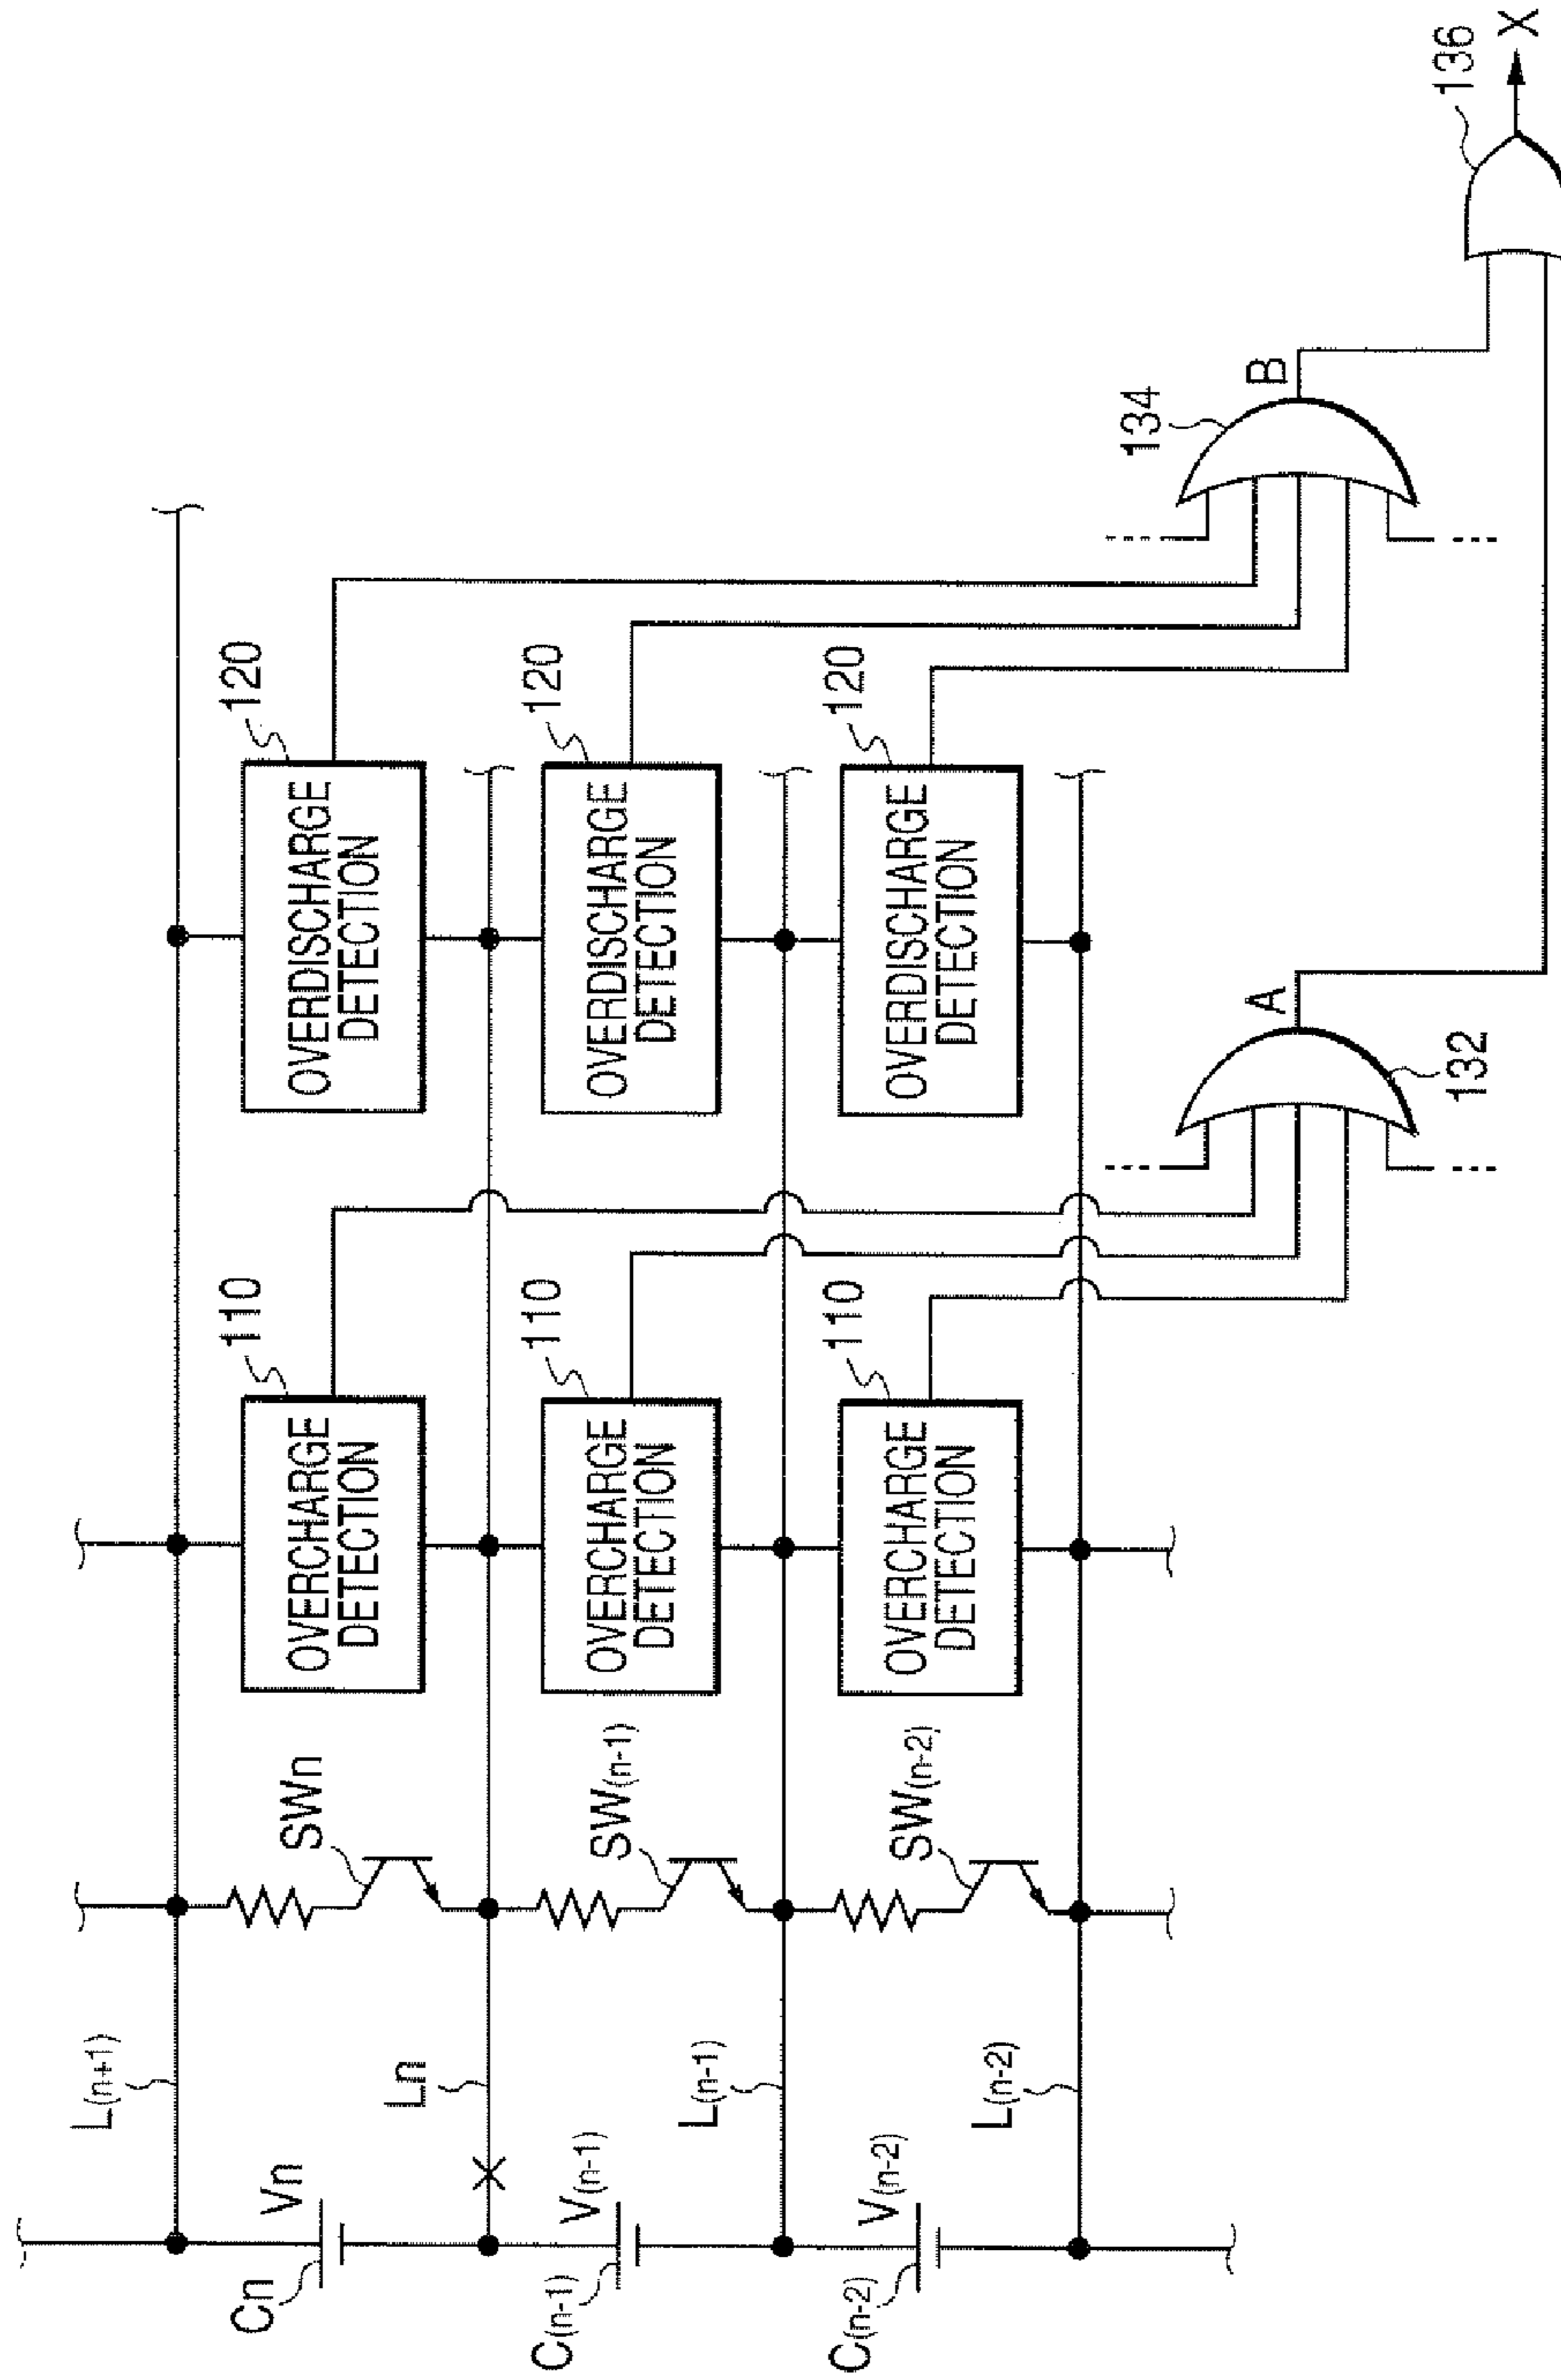 L(n+1)
Cn
Vn
SWn
110
OVERCHARGE
DETECTION
120
OVERDISCHARGE
DETECTION
Ln
C(n-1)
V(n-1)
SW(n-1)
110
OVERCHARGE
DETECTION
120
OVERDISCHARGE
DETECTION
L(n-1)
C(n-2)
V(n-2)
SW(n-2)
110
OVERCHARGE
DETECTION
120
OVERDISCHARGE
DETECTION
L(n-2)
A
132
134
B
136
X